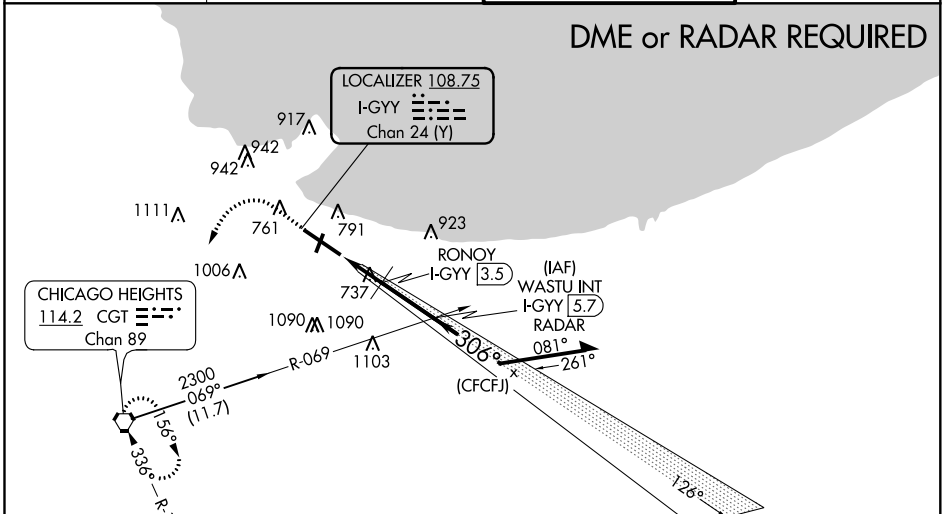 DME or RADAR REQUIRED
LOCALIZER 108.75
I-GYY
Chan 24 (Y)
917
942
942
1111
761
791
923
1006
RONOY
I-GYY 3.5
737
(IAF)
WASTU INT
I-GYY 5.7
RADAR
CHICAGO HEIGHTS
114.2 CGT
Chan 89
1090
1090
1103
306°
081°
261°
x
(CFCFJ)
R-069
2300
069°
(11.7)
156°
336°
126°